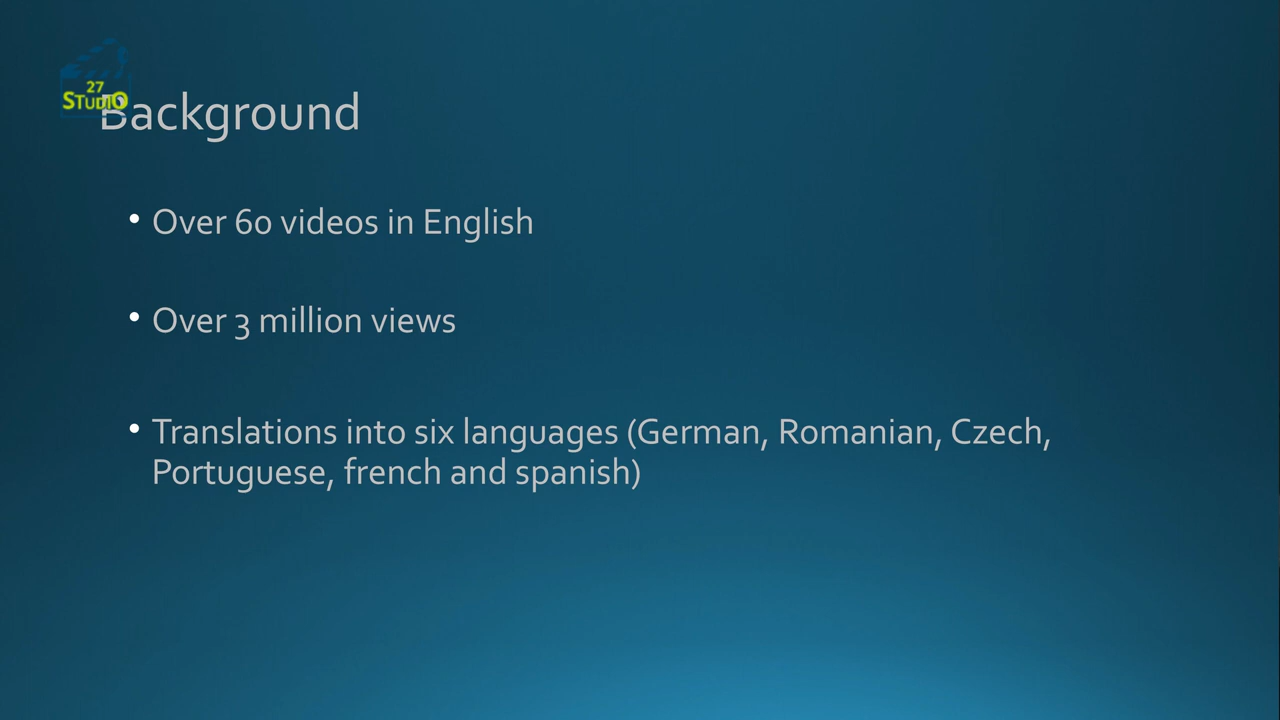 27
STUDIO
Background
• Over 60 videos in English
• Over 3 million views
• Translations into six languages (German, Romanian, Czech,
Portuguese, french and spanish)